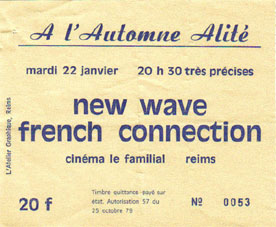 A l'Automne Alité
mardi 22 janvier 20 h 30 très précises
new wave
french connection
cinéma le familial reims
L'Atelier Graphique, Reims
20 f
Timbre quittance payé sur
état. Autorisation 57 du
25 octobre 79
Nº 0053